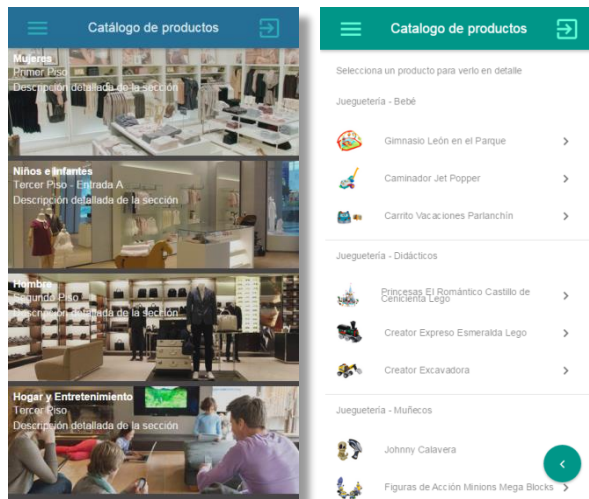 Catálogo de productos
Mujeres
Primer Piso
Descripción detallada de la sección
Niños e Infantes
Tercer Piso - Entrada A
Descripción detallada de la sección
Hombre
Segundo Piso
Descripción detallada de la sección
Hogar y Entretenimiento
Tercer Piso
Descripción detallada de la sección
Catalogo de productos
Selecciona un producto para verlo en detalle
Jueguetería - Bebé
Gimnasio León en el Parque
Caminador Jet Popper
Carrito Vacaciones Parlanchín
Jueguetería - Didácticos
Princesas El Romántico Castillo de
Cenicienta Lego
Creator Expreso Esmeralda Lego
Creator Excavadora
Jueguetería - Muñecos
Johnny Calavera
Figuras de Acción Minions Mega Blocks